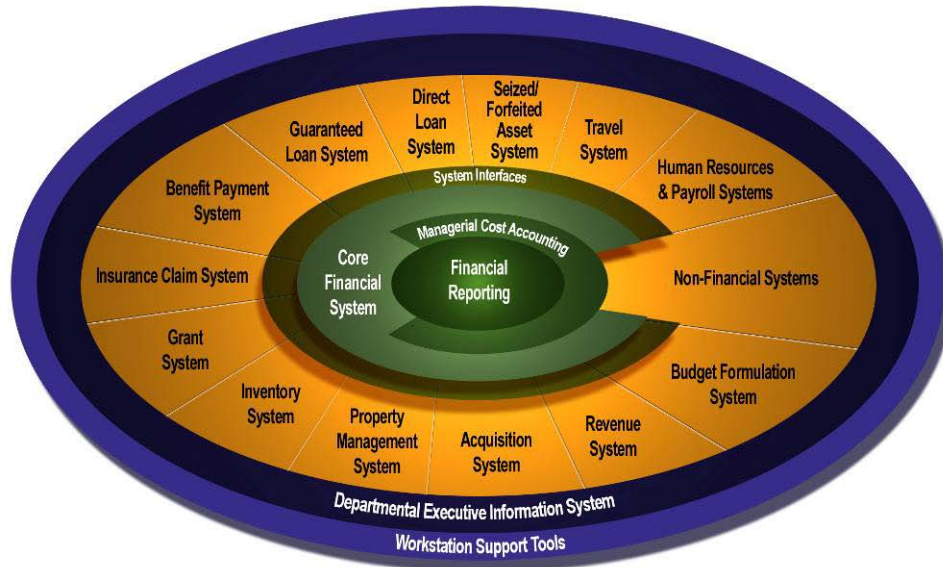 Direct
Loan
System
Seized/
Forfeited
Asset
System
Travel
System
Guaranteed
Loan System
Human Resources
& Payroll Systems
Benefit Payment
System
System Interfaces
Managerial Cost Accounting
Core
Financial
System
Financial
Reporting
Insurance Claim System
Non-Financial Systems
Grant
System
Budget Formulation
System
Inventory
System
Property
Management
System
Acquisition
System
Revenue
System
Departmental Executive Information System
Workstation Support Tools